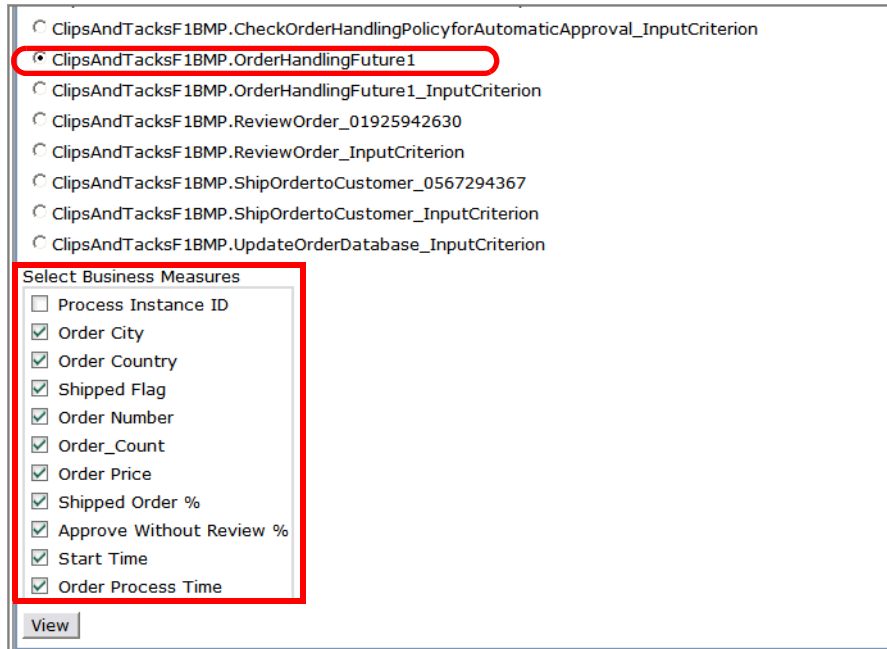 ClipsAndTacksF1BMP.CheckOrderHandlingPolicyforAutomaticApproval_InputCriterion
ClipsAndTacksF1BMP.OrderHandlingFuture1
ClipsAndTacksF1BMP.OrderHandlingFuture1_InputCriterion
ClipsAndTacksF1BMP.ReviewOrder_01925942630
ClipsAndTacksF1BMP.ReviewOrder_InputCriterion
ClipsAndTacksF1BMP.ShipOrdertoCustomer_0567294367
ClipsAndTacksF1BMP.ShipOrdertoCustomer_InputCriterion
ClipsAndTacksF1BMP.UpdateOrderDatabase_InputCriterion
Select Business Measures
Process Instance ID
Order City
Order Country
Shipped Flag
Order Number
Order_Count
Order Price
Shipped Order %
Approve Without Review %
Start Time
Order Process Time
View